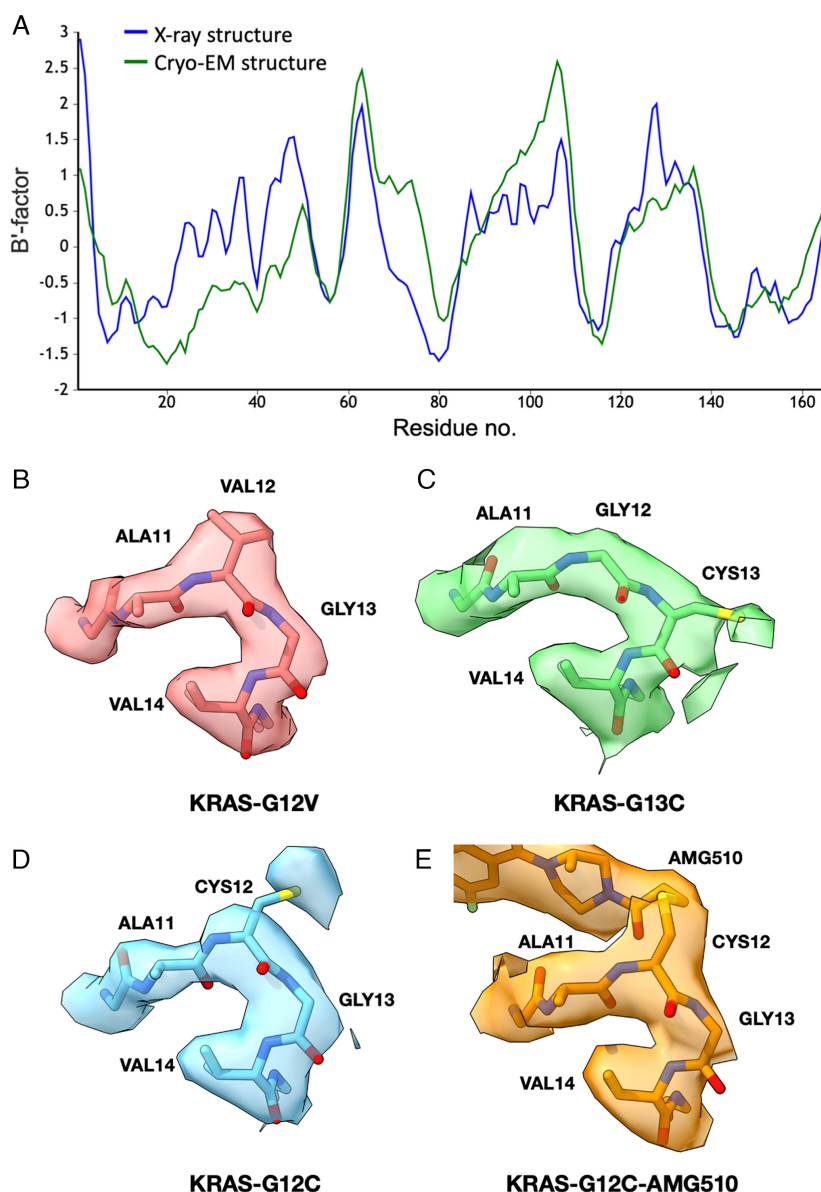 A
X-ray structure
Cryo-EM structure
3
2.5
2
1.5
1
0.5
0
-0.5
-1
-1.5
-2
B'-factor
20 40 60 80 100 120 140 160
Residue no.
B
VAL12
ALA11
GLY13
VAL14
KRAS-G12V
C
ALA11
GLY12
CYS13
VAL14
KRAS-G13C
D
CYS12
ALA11
GLY13
VAL14
KRAS-G12C
E
AMG510
ALA11
CYS12
GLY13
VAL14
KRAS-G12C-AMG510